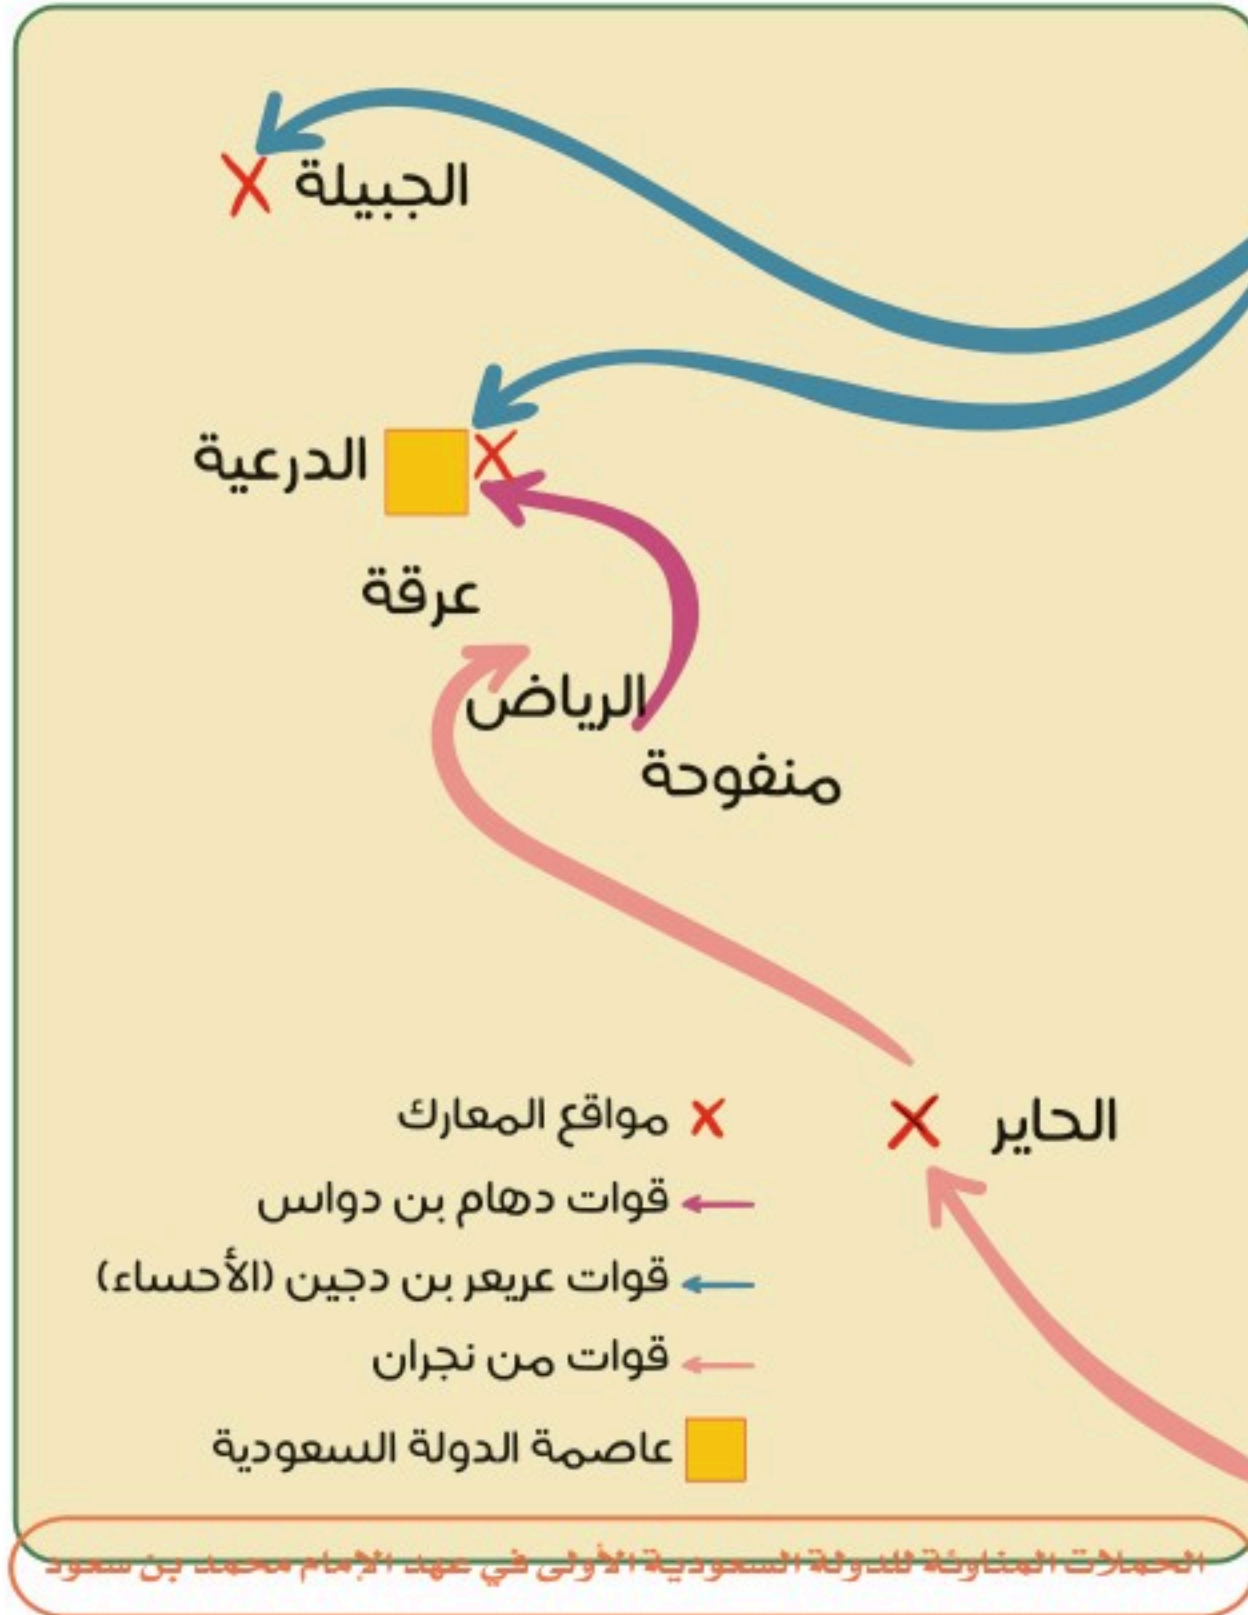 الجبيلة
الدرعية
عرقة
الرياض
منفوحة
الحاير
مواقع المعارك
قوات دهام بن دواس
قوات عريعر بن دجين (الأحساء)
قوات من نجران
عاصمة الدولة السعودية
الحملات المناوئة للدولة السعودية الأولى في عهد الإمام محمد بن سعود